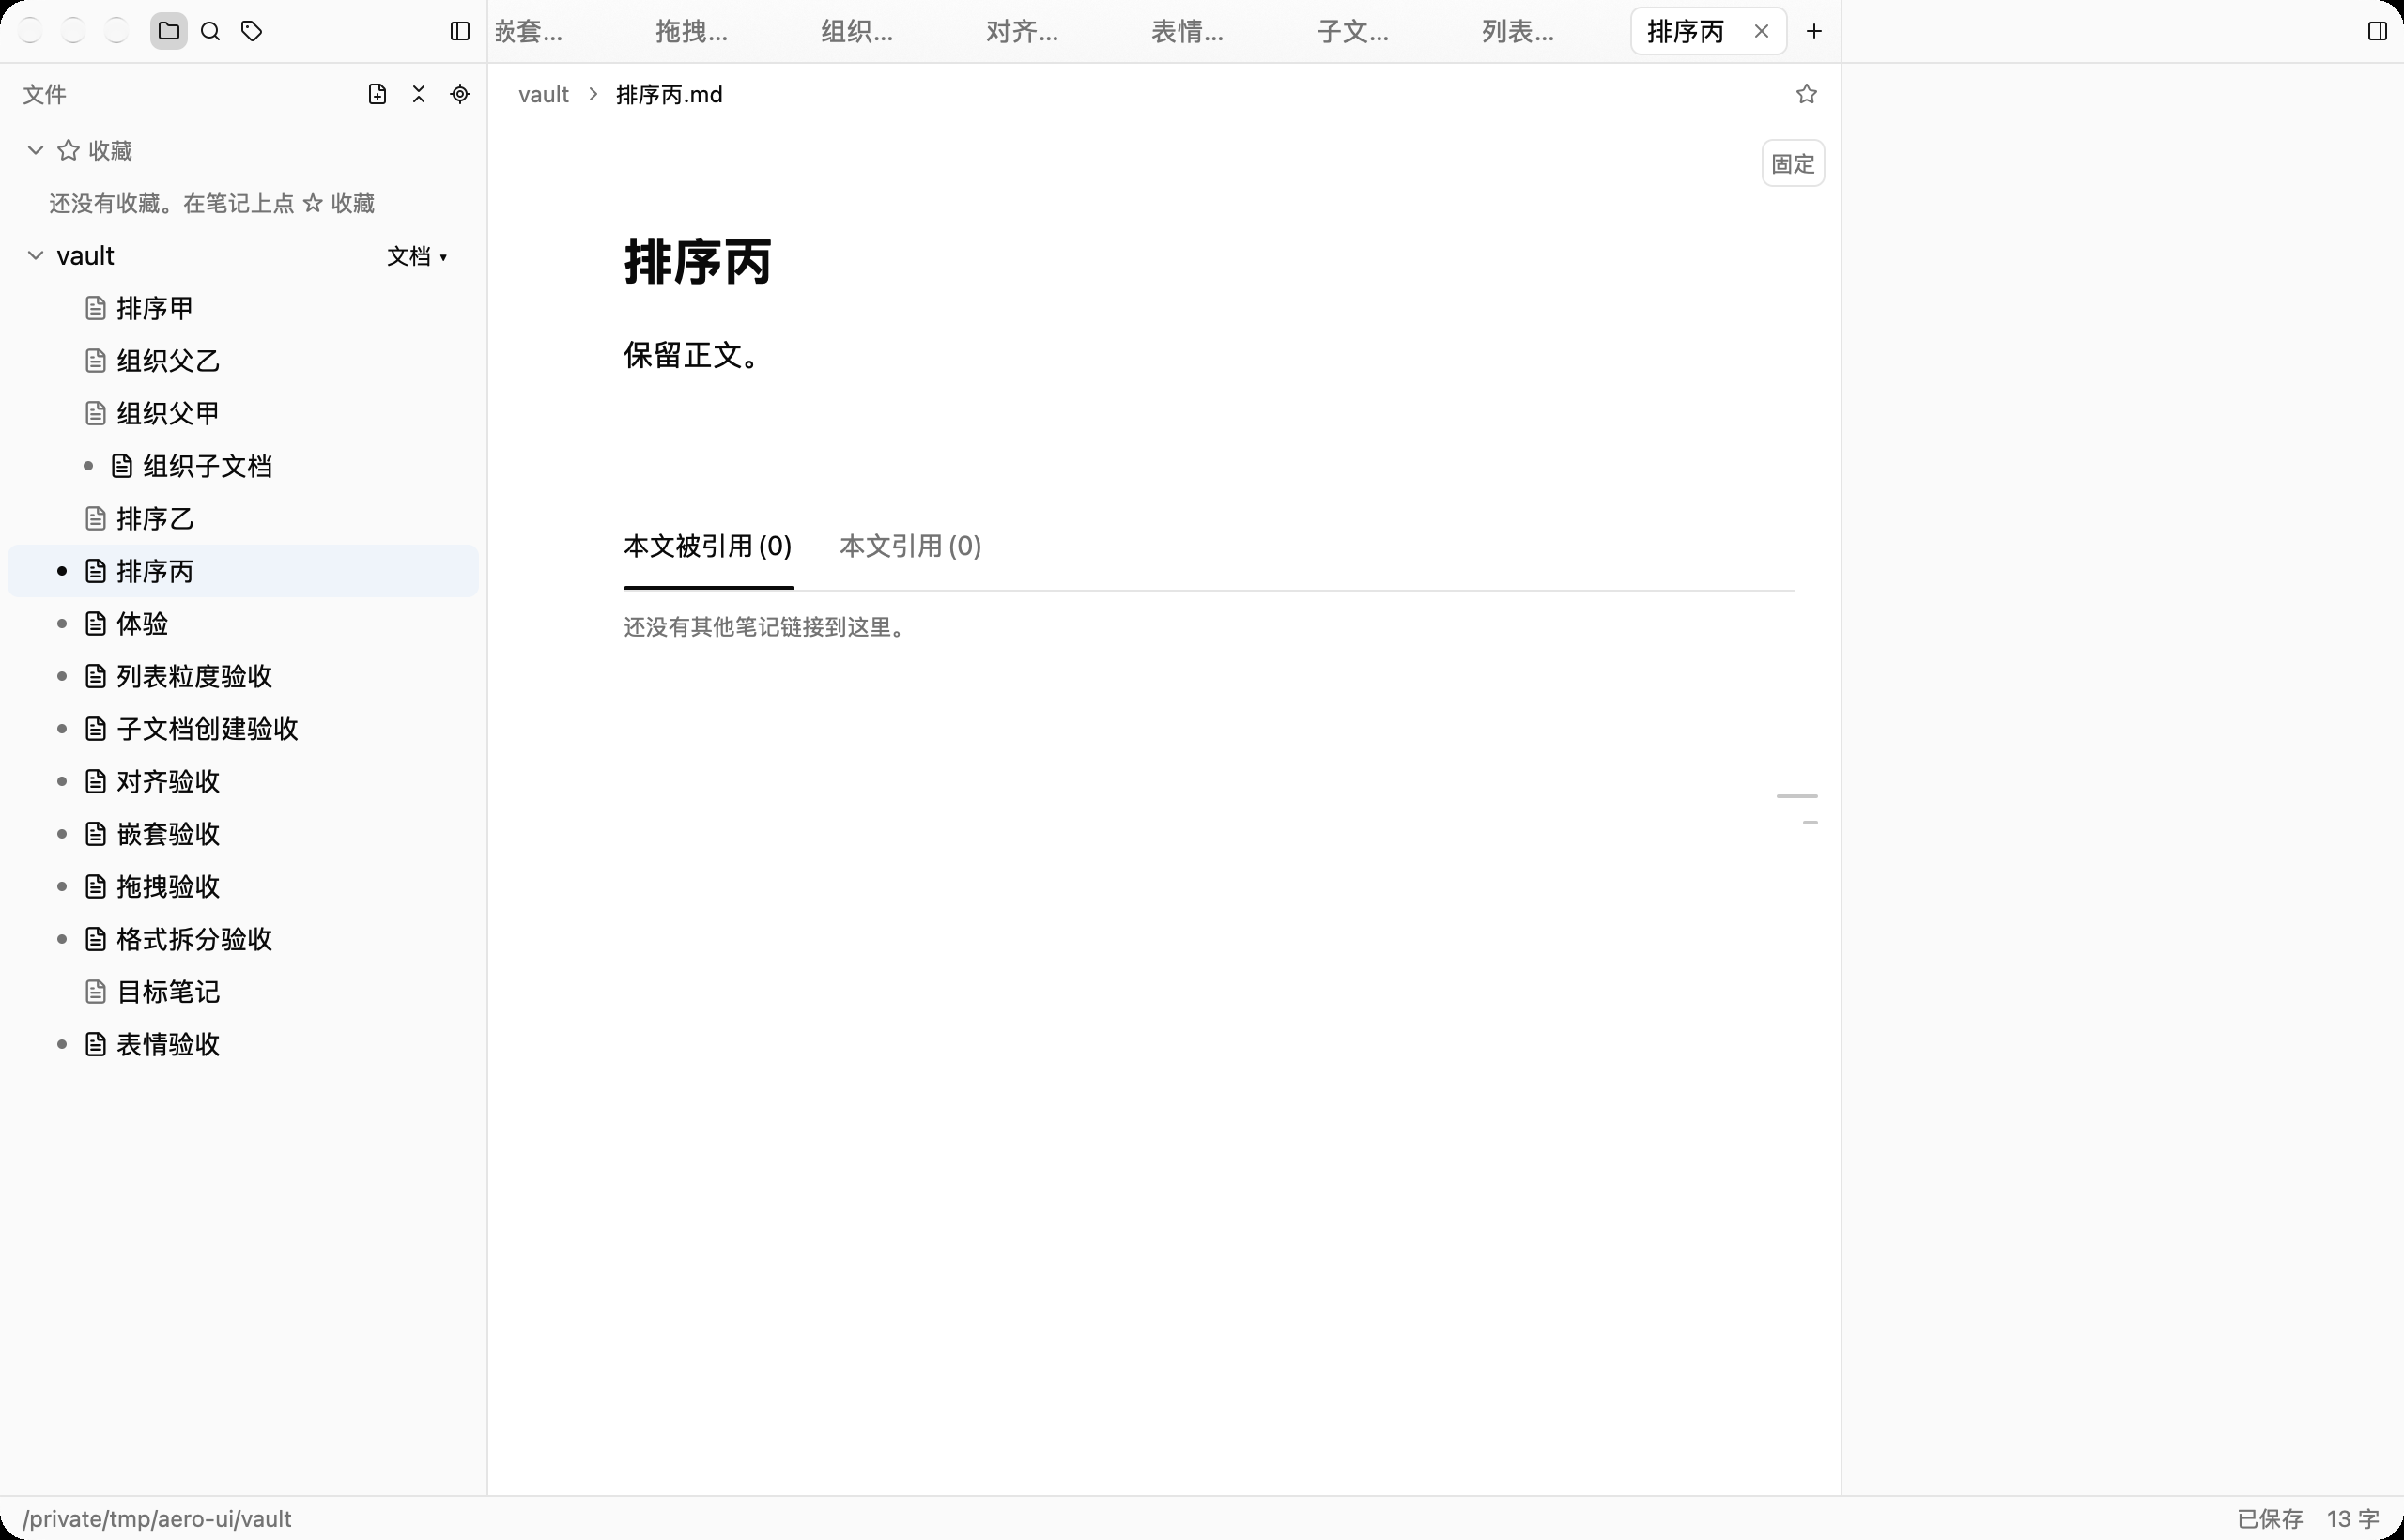 嵌套...
拖拽...
组织...
对齐...
表情...
子文...
列表...
排序丙
文件
vault
排序丙.md
收藏
固定
还没有收藏。在笔记上点 ☆ 收藏
vault
文档
排序甲
组织父乙
组织父甲
组织子文档
排序乙
排序丙
体验
列表粒度验收
子文档创建验收
对齐验收
嵌套验收
拖拽验收
格式拆分验收
目标笔记
表情验收
排序丙
保留正文。
本文被引用 (0)
本文引用 (0)
还没有其他笔记链接到这里。
/private/tmp/aero-ui/vault
已保存
13 字